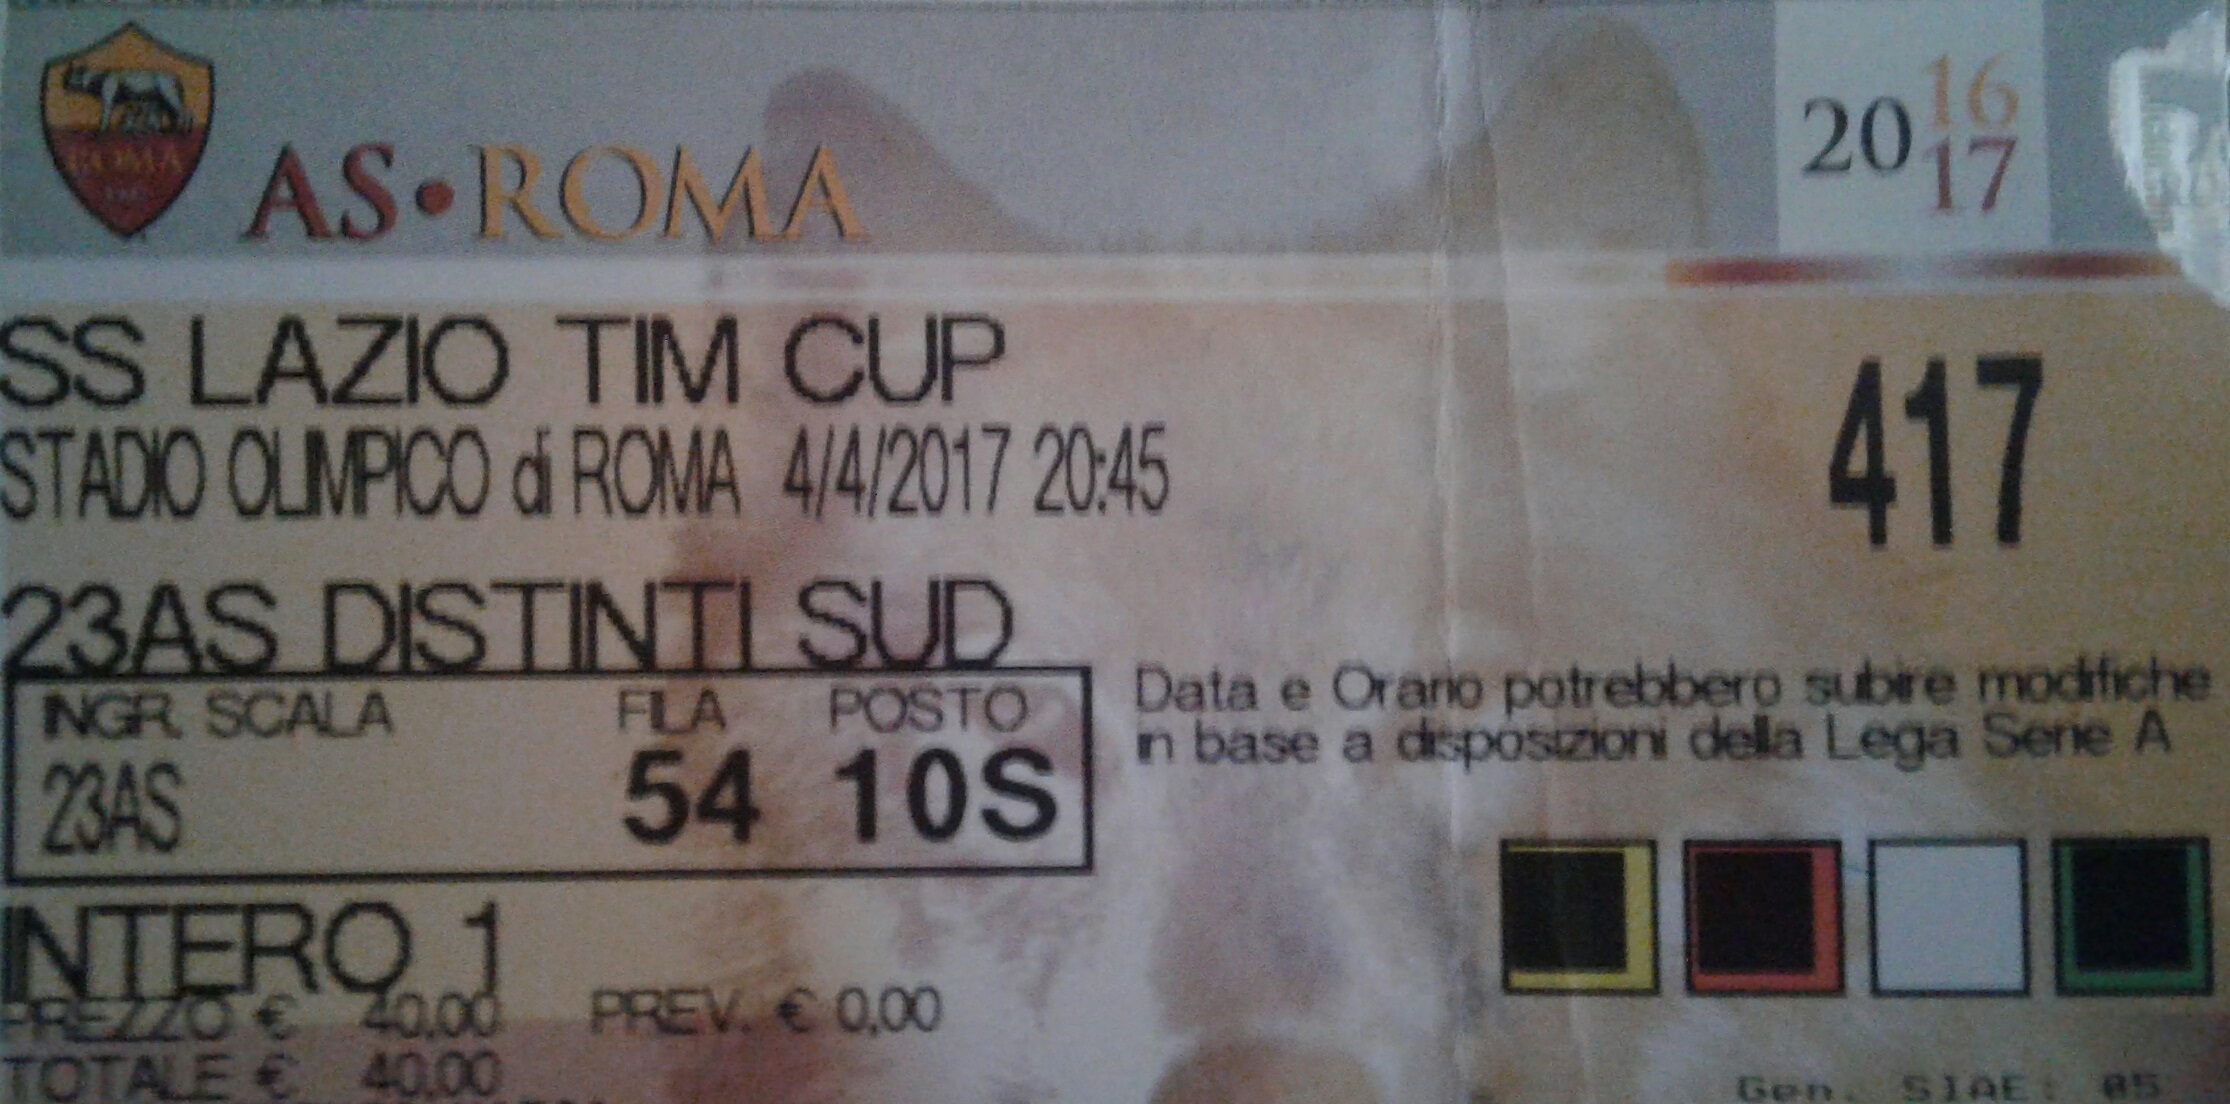 ROMA
AS•ROMA
2016
17
SS LAZIO TIM CUP
417
STADIO OLIMPICO di ROMA 4/4/2017 20:45
23AS DISTINTI SUD
INGR. SCALA FILA POSTO
23AS 54 10S
Data e Orario potrebbero subire modifiche
in base a disposizioni della Lega Serie A
INTERO 1
PREZZO € 40,00 PREV. € 0,00
TOTALE € 40,00
Gen. SIAE: 05